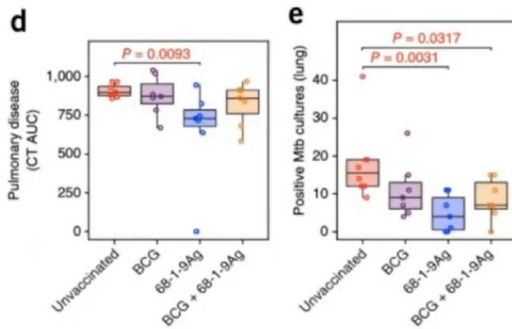 d
P = 0.0093
Pulmonary disease
(CT AUC)
1,000
750
500
250
0
Unvaccinated
BCG
68-1-9Ag
BCG + 68-1-9Ag
e
P = 0.0317
P = 0.0031
Positive Mtb cultures (lung)
40
30
20
10
0
Unvaccinated
BCG
68-1-9Ag
BCG + 68-1-9Ag